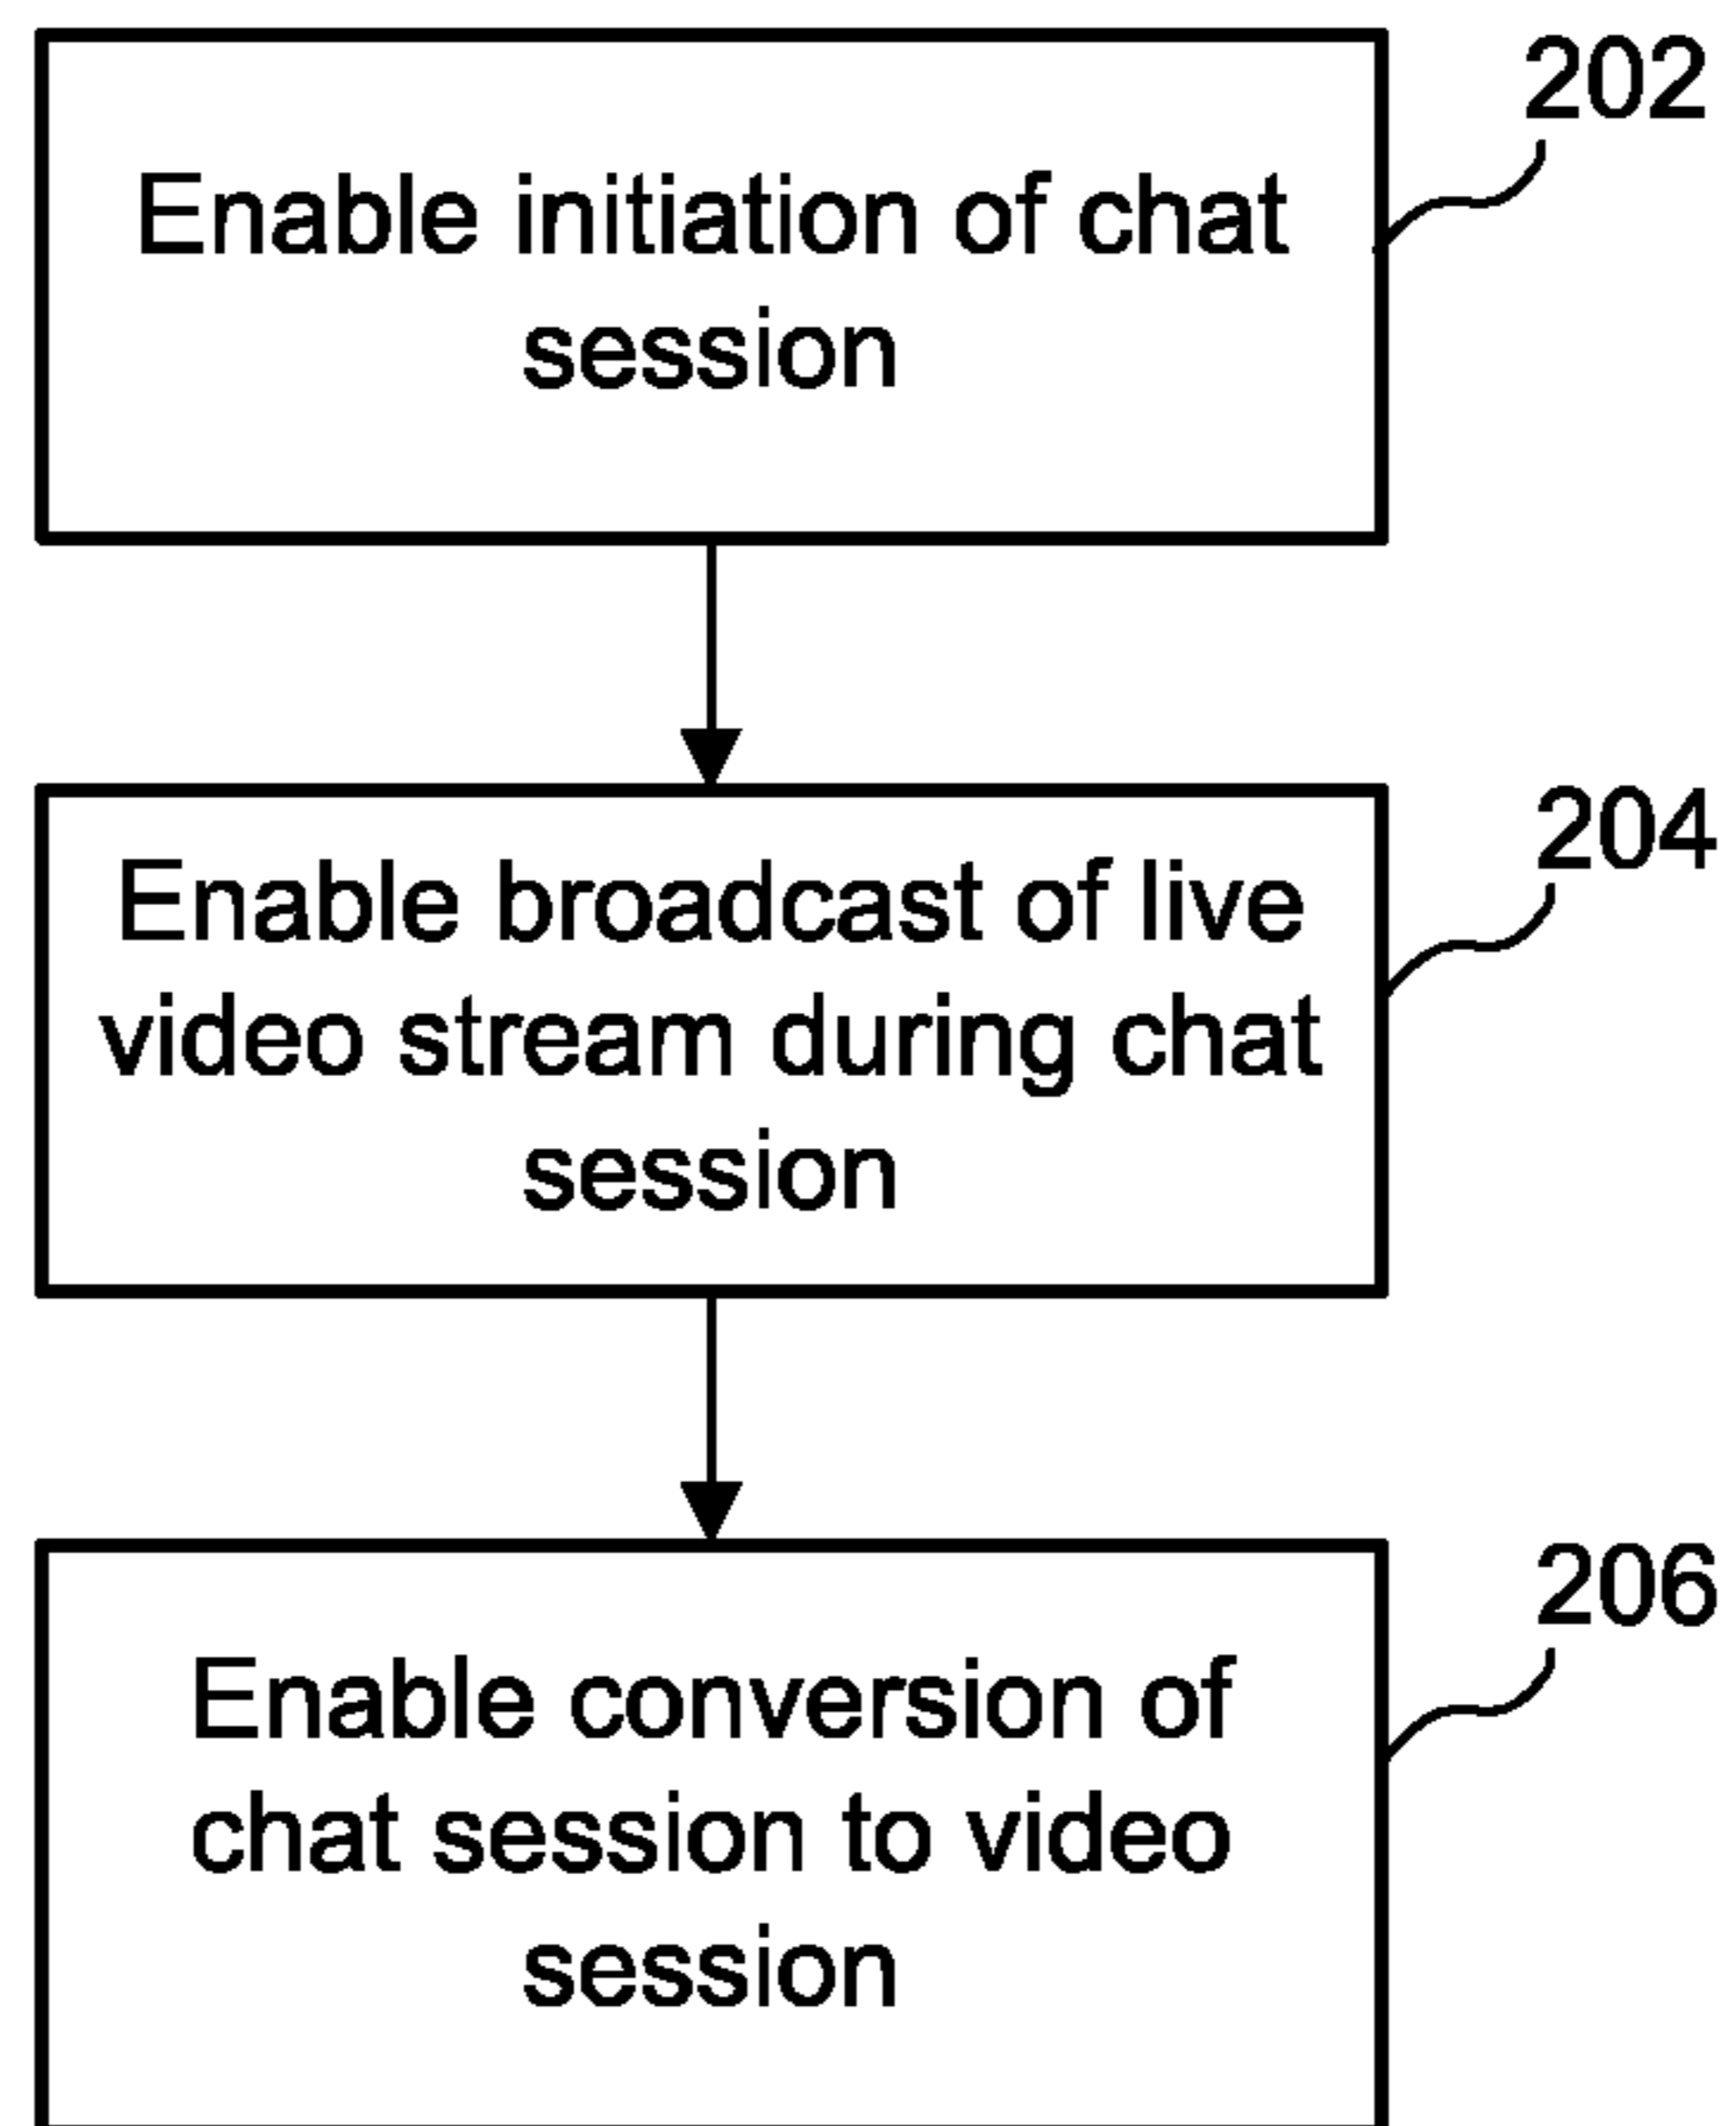 202
Enable initiation of chat
session
204
Enable broadcast of live
video stream during chat
session
206
Enable conversion of
chat session to video
session